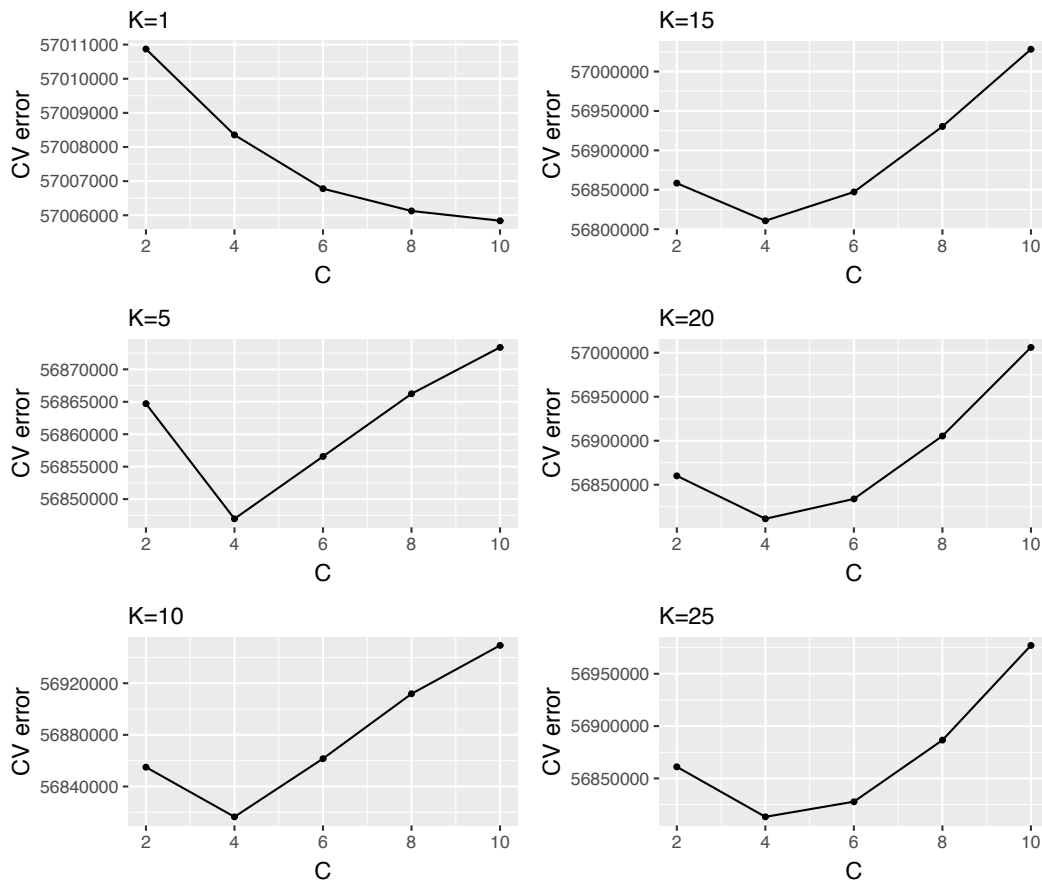 K=1
57011000
57010000
57009000
57008000
57007000
57006000
CV error
2 4 6 8 10
C
K=15
57000000
56950000
56900000
56850000
56800000
CV error
2 4 6 8 10
C
K=5
56870000
56865000
56860000
56855000
56850000
CV error
2 4 6 8 10
C
K=20
57000000
56950000
56900000
56850000
CV error
2 4 6 8 10
C
K=10
56920000
56880000
56840000
CV error
2 4 6 8 10
C
K=25
56950000
56900000
56850000
CV error
2 4 6 8 10
C